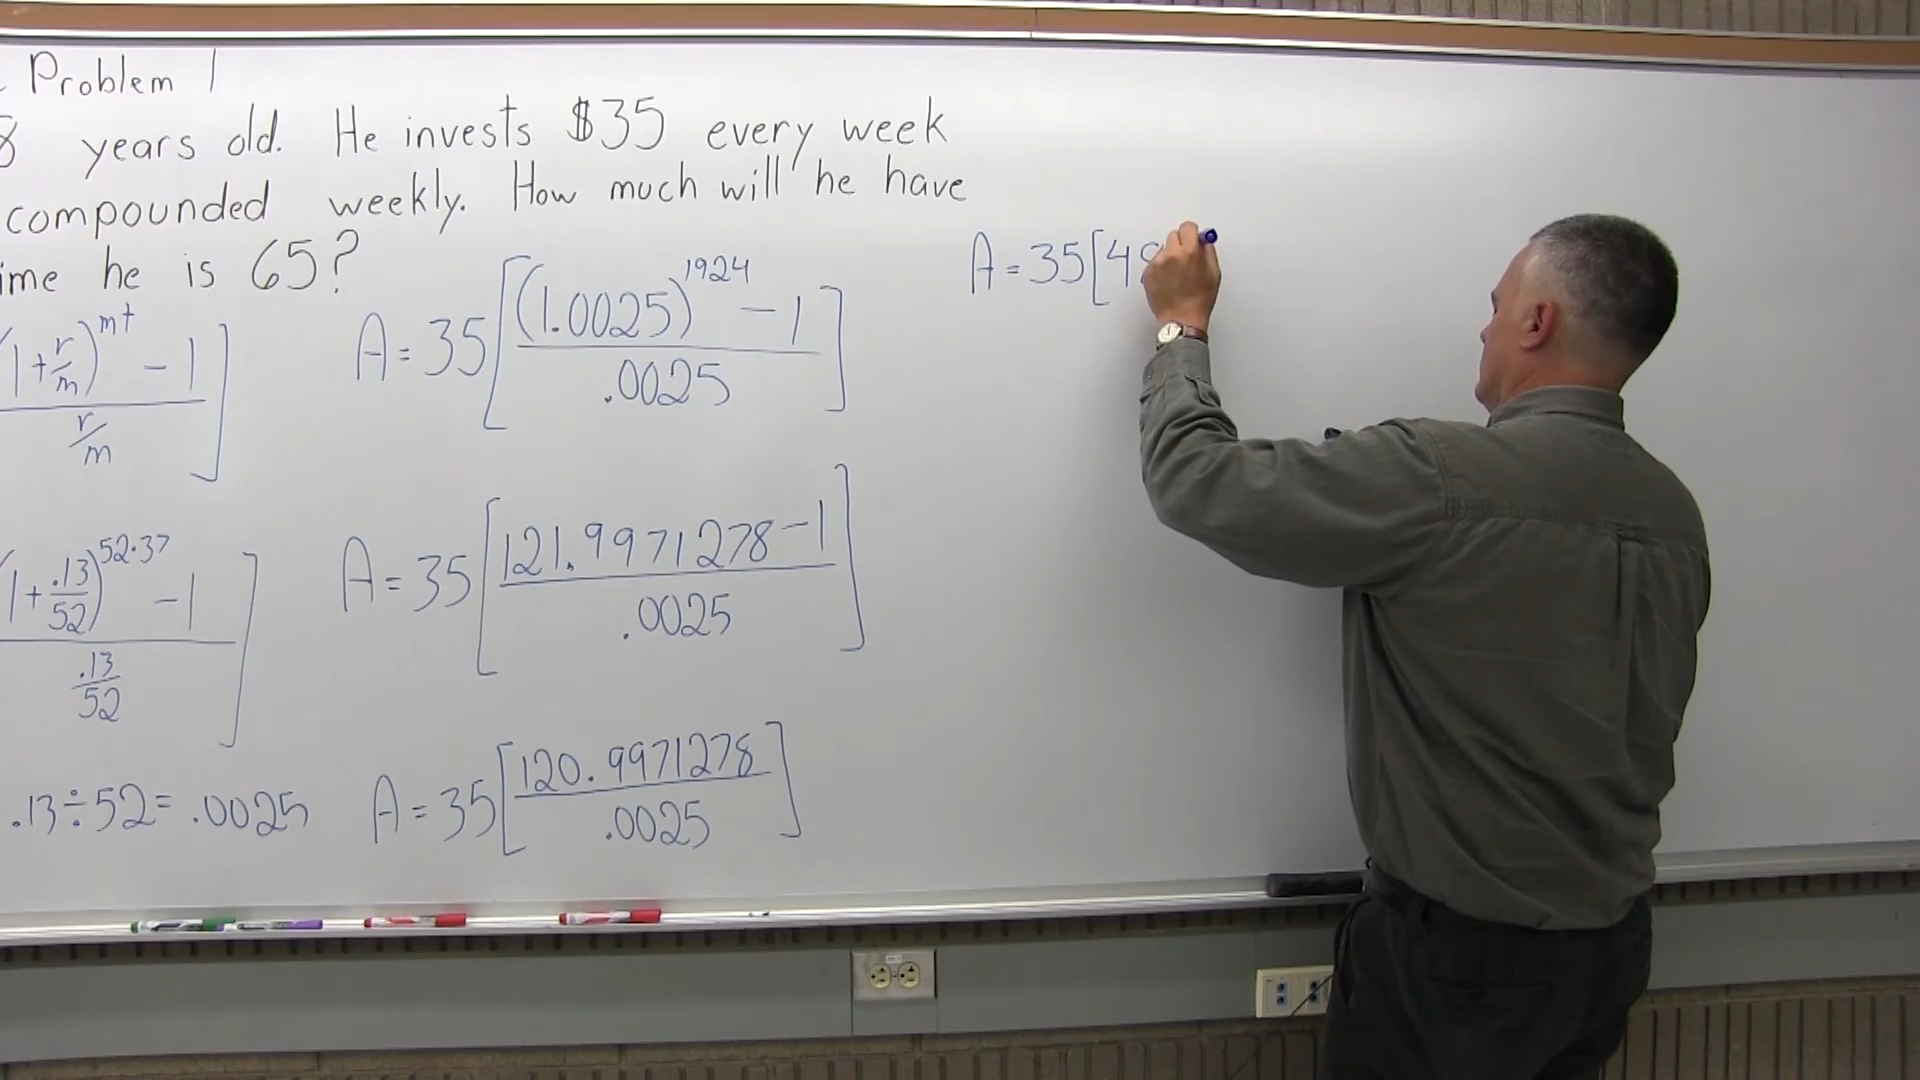 Problem 1
8 years old. He invests $35 every week
compounded weekly. How much will he have
ime he is 65?
(1+r/m)^mt - 1]
r/m
(1+.13/52)^52·37 - 1]
.13/52
.13÷52= .0025
A = 35[(1.0025)^1924 - 1]
.0025
A = 35[121.9971278-1]
.0025
A = 35[120.9971278]
.0025
A = 35[48